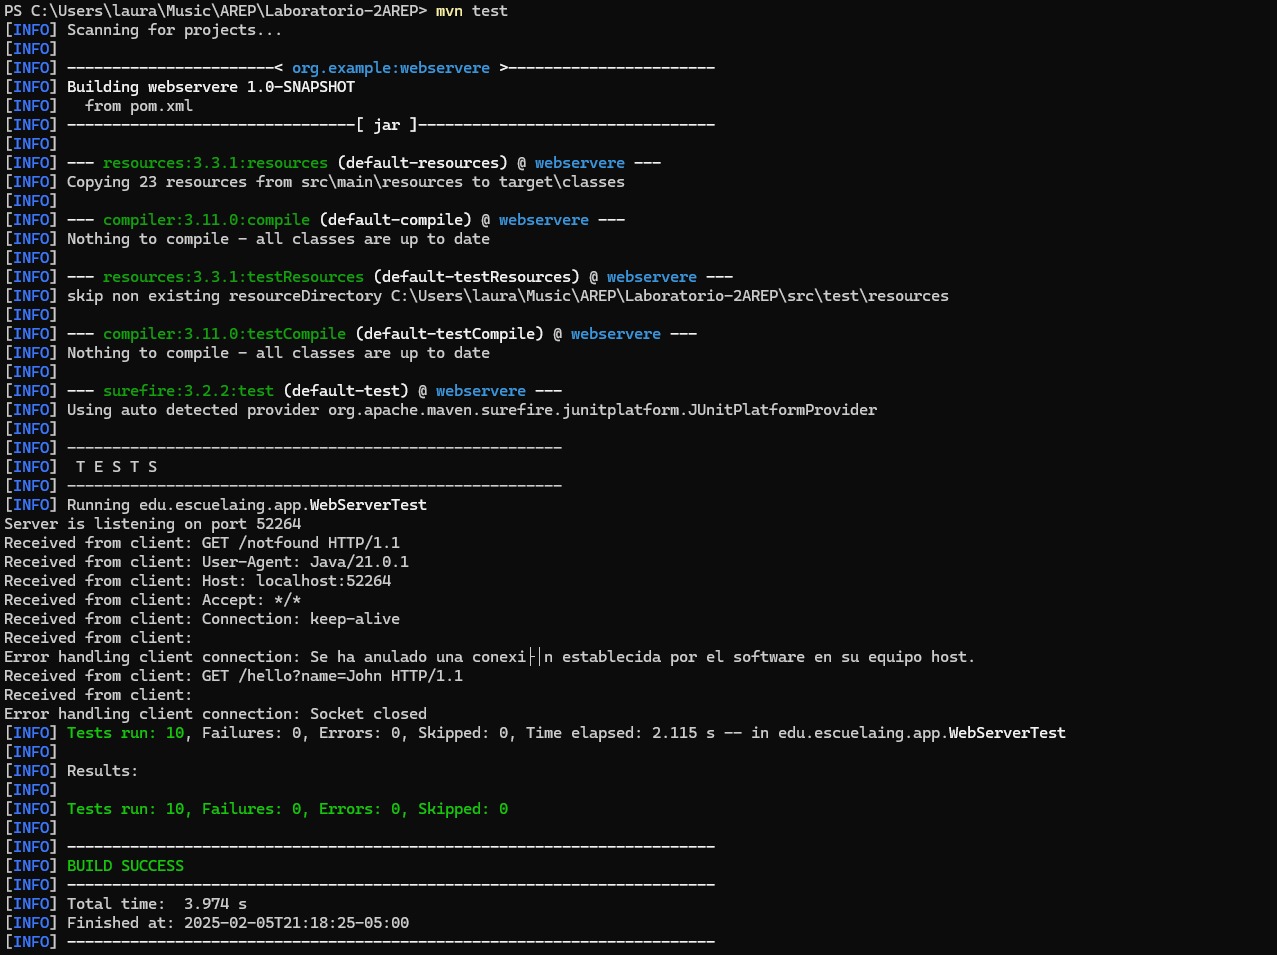 PS C:\Users\laura\Music\AREP\Laboratorio-2AREP> mvn test
[INFO] Scanning for projects...
[INFO]
[INFO] -----------------------< org.example:webservere >-----------------------
[INFO] Building webservere 1.0-SNAPSHOT
[INFO]   from pom.xml
[INFO] --------------------------------[ jar ]---------------------------------
[INFO]
[INFO] --- resources:3.3.1:resources (default-resources) @ webservere ---
[INFO] Copying 23 resources from src\main\resources to target\classes
[INFO]
[INFO] --- compiler:3.11.0:compile (default-compile) @ webservere ---
[INFO] Nothing to compile - all classes are up to date
[INFO]
[INFO] --- resources:3.3.1:testResources (default-testResources) @ webservere ---
[INFO] skip non existing resourceDirectory C:\Users\laura\Music\AREP\Laboratorio-2AREP\src\test\resources
[INFO]
[INFO] --- compiler:3.11.0:testCompile (default-testCompile) @ webservere ---
[INFO] Nothing to compile - all classes are up to date
[INFO]
[INFO] --- surefire:3.2.2:test (default-test) @ webservere ---
[INFO] Using auto detected provider org.apache.maven.surefire.junitplatform.JUnitPlatformProvider
[INFO]
[INFO] -------------------------------------------------------
[INFO]  T E S T S
[INFO] -------------------------------------------------------
[INFO] Running edu.escuelaing.app.WebServerTest
Server is listening on port 52264
Received from client: GET /notfound HTTP/1.1
Received from client: User-Agent: Java/21.0.1
Received from client: Host: localhost:52264
Received from client: Accept: */*
Received from client: Connection: keep-alive
Received from client:
Error handling client connection: Se ha anulado una conexi├│n establecida por el software en su equipo host.
Received from client: GET /hello?name=John HTTP/1.1
Received from client:
Error handling client connection: Socket closed
[INFO] Tests run: 10, Failures: 0, Errors: 0, Skipped: 0, Time elapsed: 2.115 s -- in edu.escuelaing.app.WebServerTest
[INFO]
[INFO] Results:
[INFO]
[INFO] Tests run: 10, Failures: 0, Errors: 0, Skipped: 0
[INFO]
[INFO] ------------------------------------------------------------------------
[INFO] BUILD SUCCESS
[INFO] ------------------------------------------------------------------------
[INFO] Total time:  3.974 s
[INFO] Finished at: 2025-02-05T21:18:25-05:00
[INFO] ------------------------------------------------------------------------